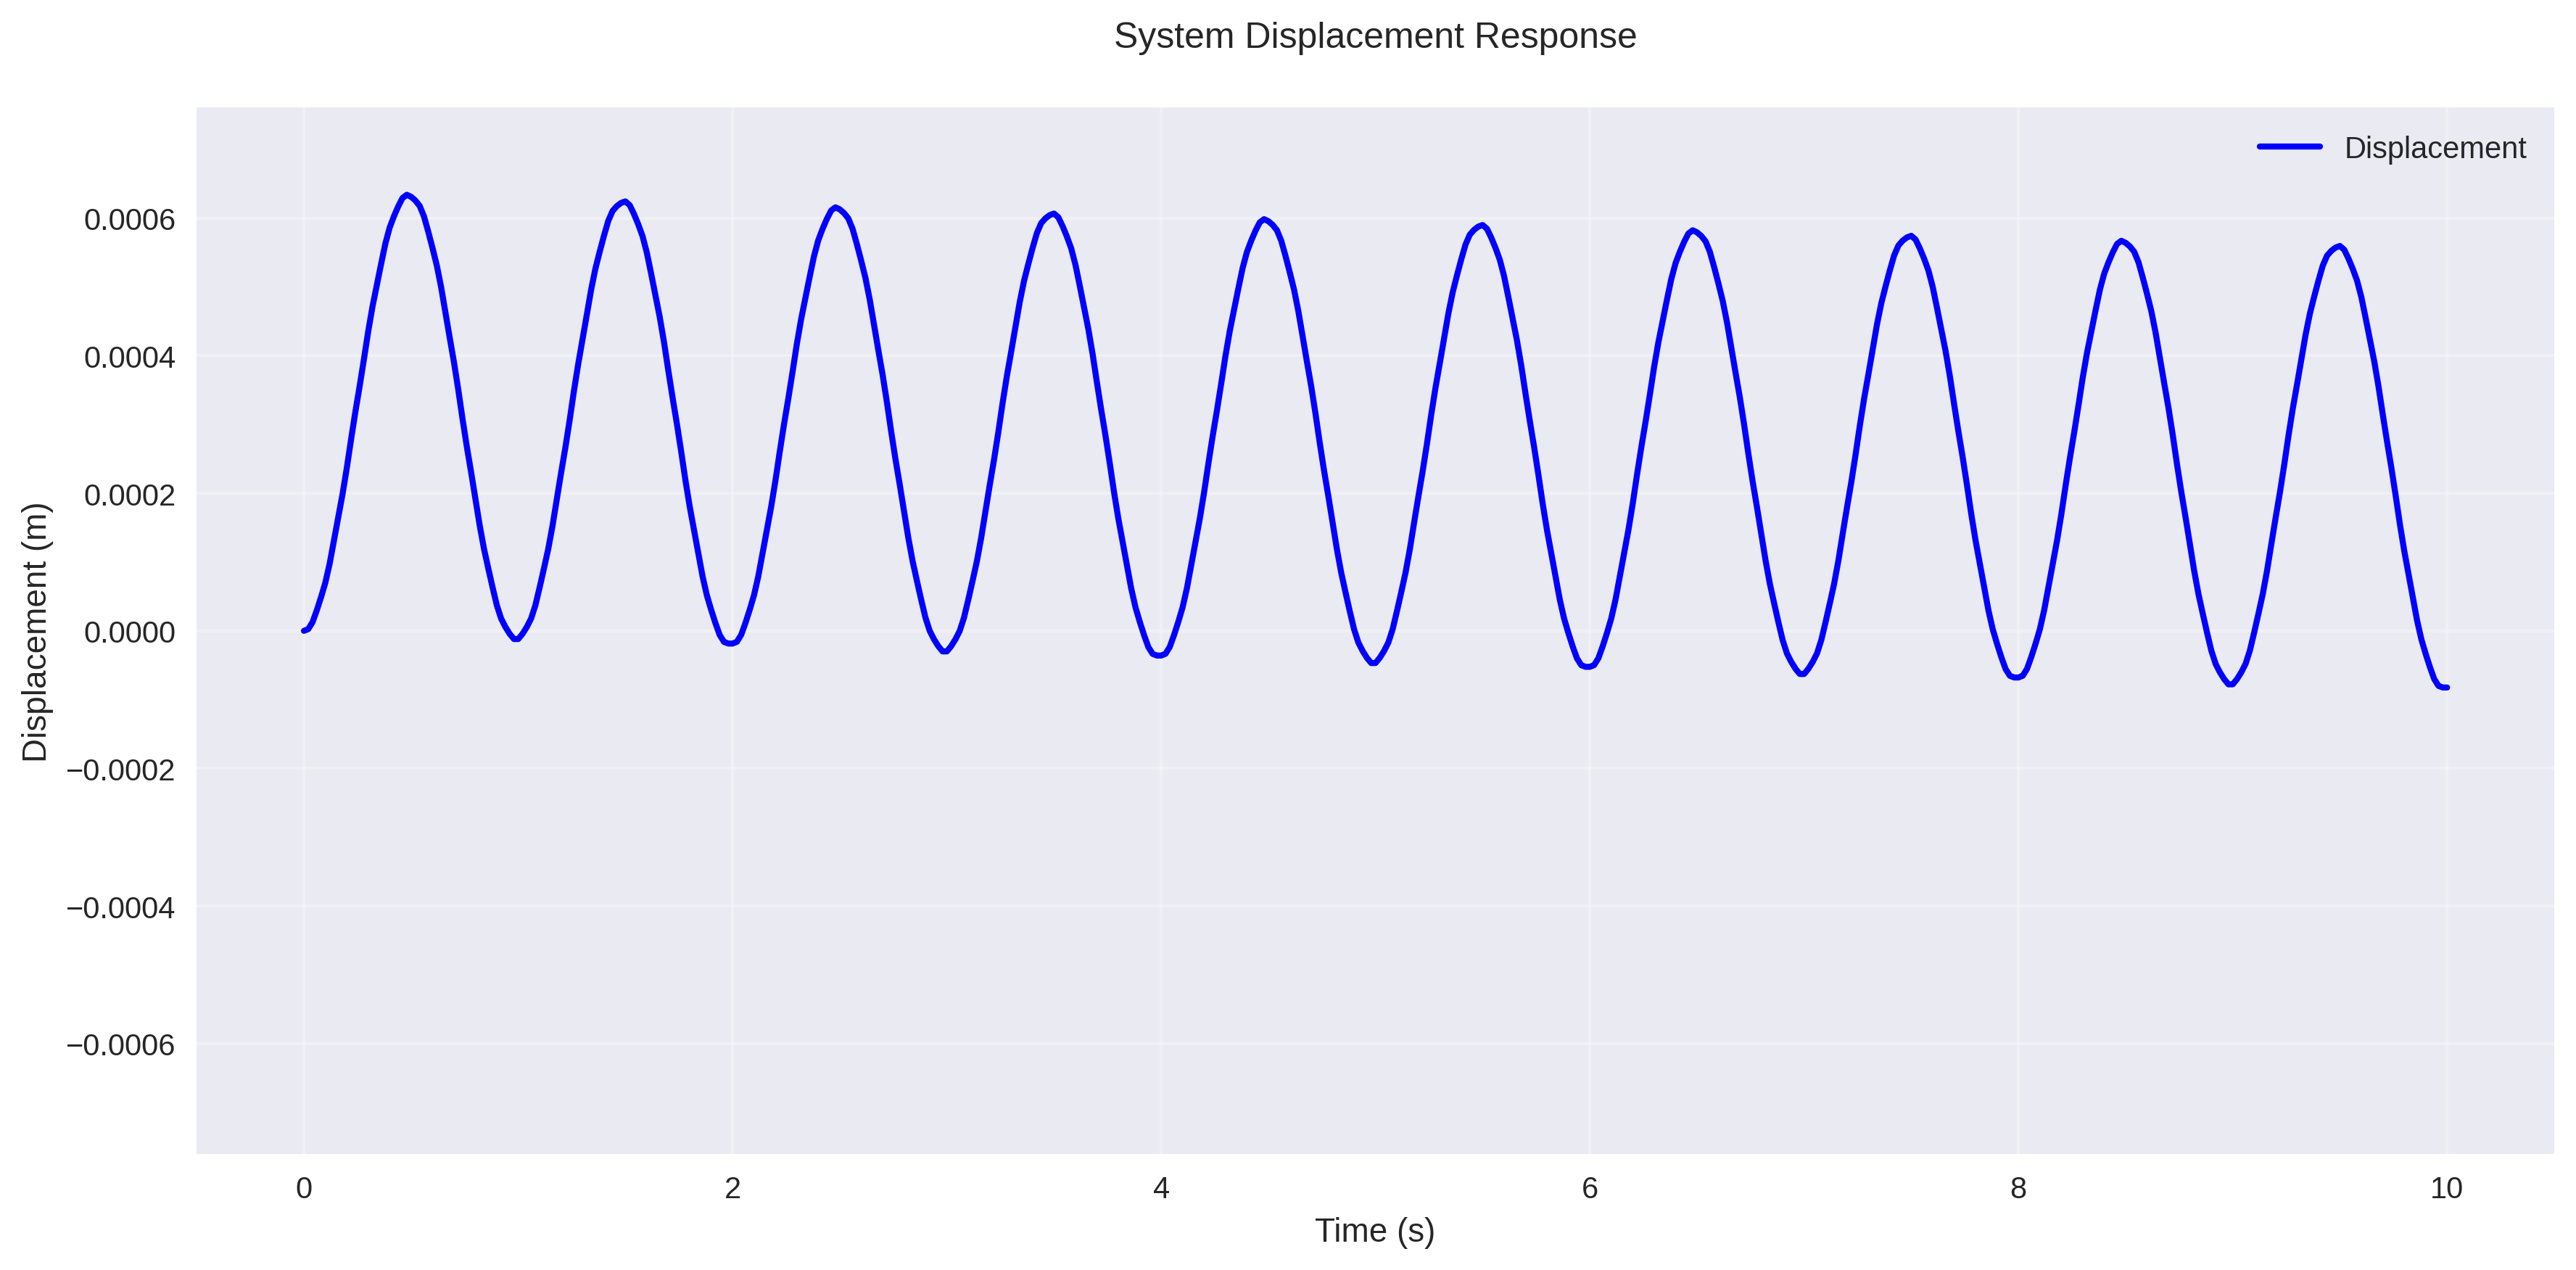 System Displacement Response
Displacement
Displacement (m)
0.0006
0.0004
0.0002
0.0000
−0.0002
−0.0004
−0.0006
0 2 4 6 8 10
Time (s)